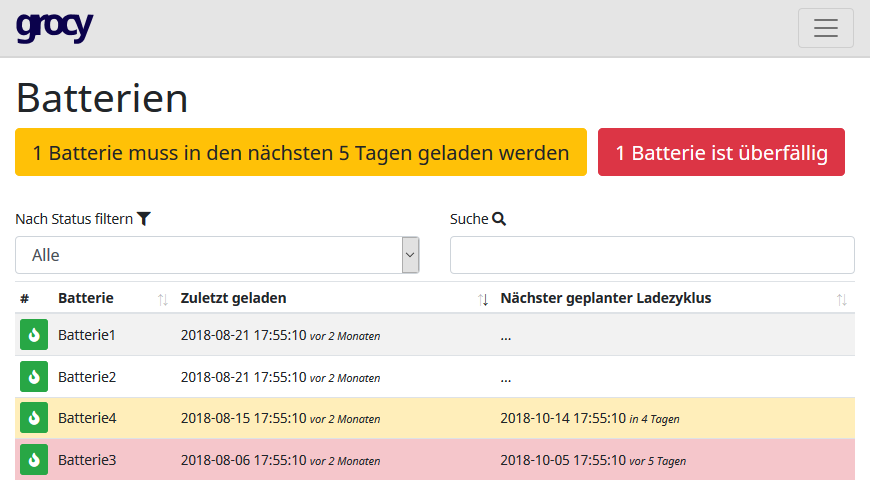 grocy
Batterien
1 Batterie muss in den nächsten 5 Tagen geladen werden 1 Batterie ist überfällig
Nach Status filtern Suche
Alle
# Batterie Zuletzt geladen Nächster geplanter Ladezyklus
Batterie1 2018-08-21 17:55:10 vor 2 Monaten ...
Batterie2 2018-08-21 17:55:10 vor 2 Monaten ...
Batterie4 2018-08-15 17:55:10 vor 2 Monaten 2018-10-14 17:55:10 in 4 Tagen
Batterie3 2018-08-06 17:55:10 vor 2 Monaten 2018-10-05 17:55:10 vor 5 Tagen